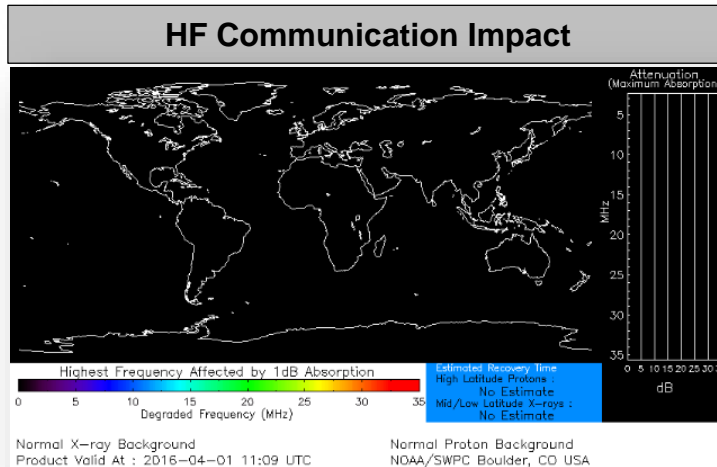 HF Communication Impact
Attenuation
(Maximum Absorption
5
10
15
20
25
30
35
MHz
0 5 10 15 20 25 30
dB
Highest Frequency Affected by 1dB Absorption
0 5 10 15 20 25 30 35
Degraded Frequency (MHz)
Estimated Recovery Time
High Latitude Protons :
No Estimate
Mid/Low Latitude X-rays :
No Estimate
Normal X-ray Background
Product Valid At : 2016-04-01 11:09 UTC
Normal Proton Background
NOAA/SWPC Boulder, CO USA